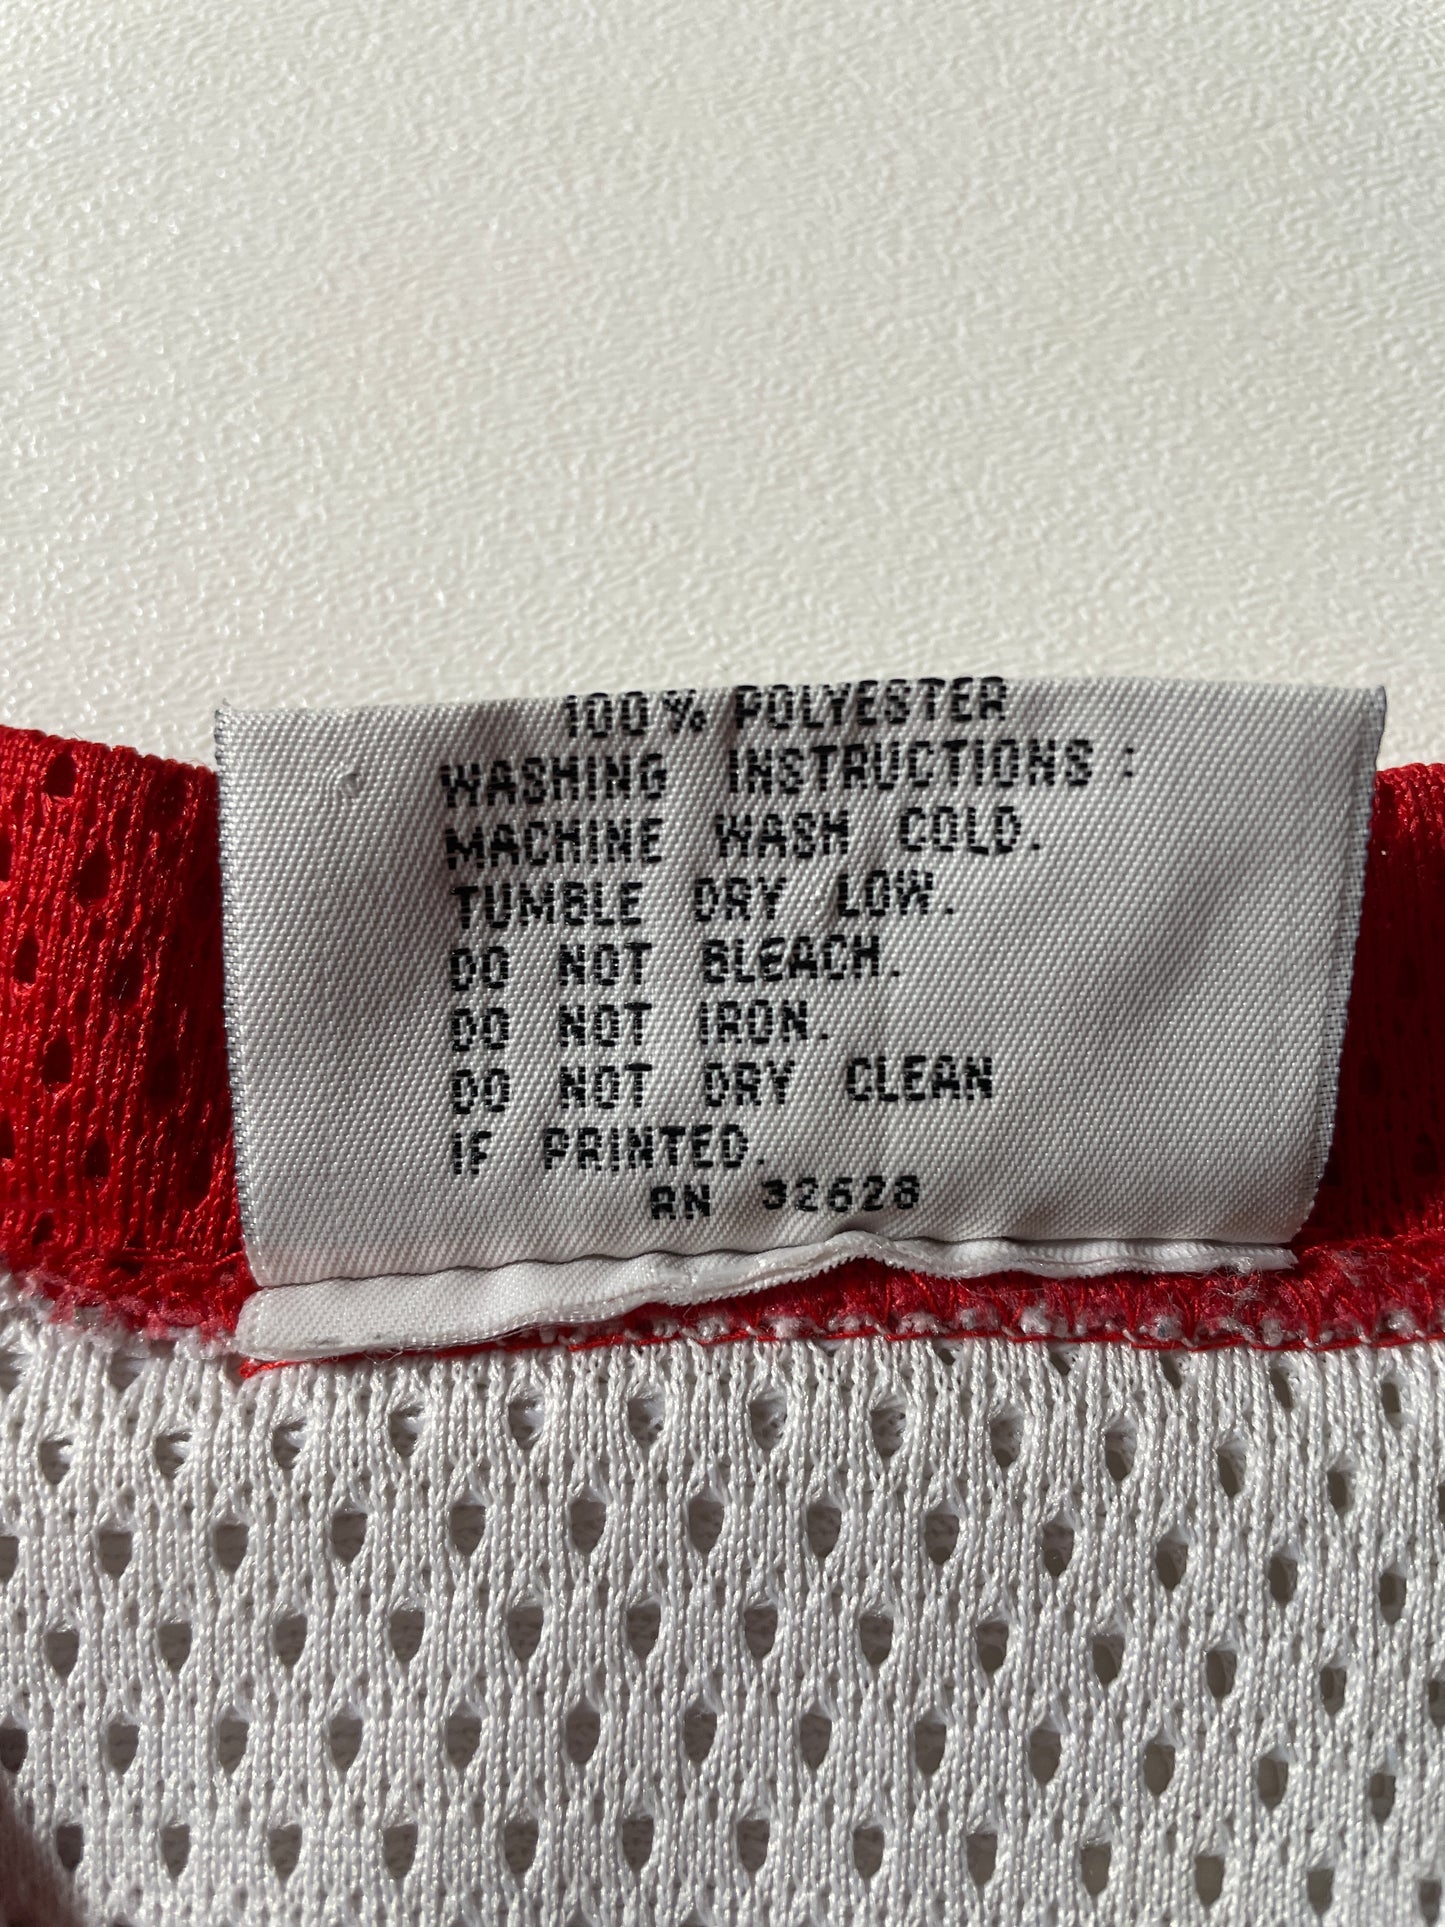 100% POLYESTER
WASHING INSTRUCTIONS:
MACHINE WASH COLD.
TUMBLE DRY LOW.
DO NOT BLEACH.
DO NOT IRON.
DO NOT DRY CLEAN
IF PRINTED.
RN 32628